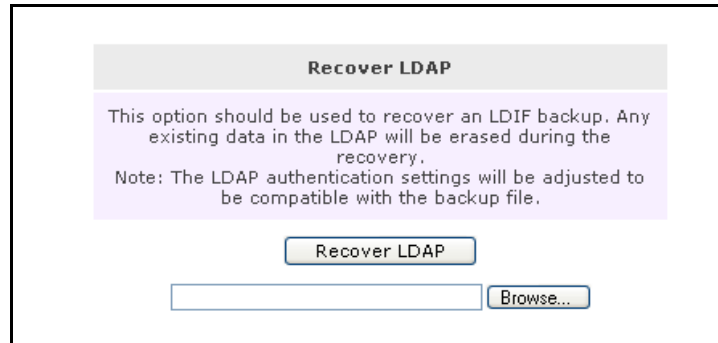 Recover LDAP
This option should be used to recover an LDIF backup. Any
existing data in the LDAP will be erased during the
recovery.
Note: The LDAP authentication settings will be adjusted to
be compatible with the backup file.
Recover LDAP
Browse...